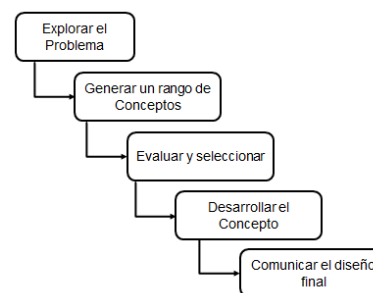 Explorar el
Problema
Generar un rango de
Conceptos
Evaluar y seleccionar
Desarrollar el
Concepto
Comunicar el diseño
final